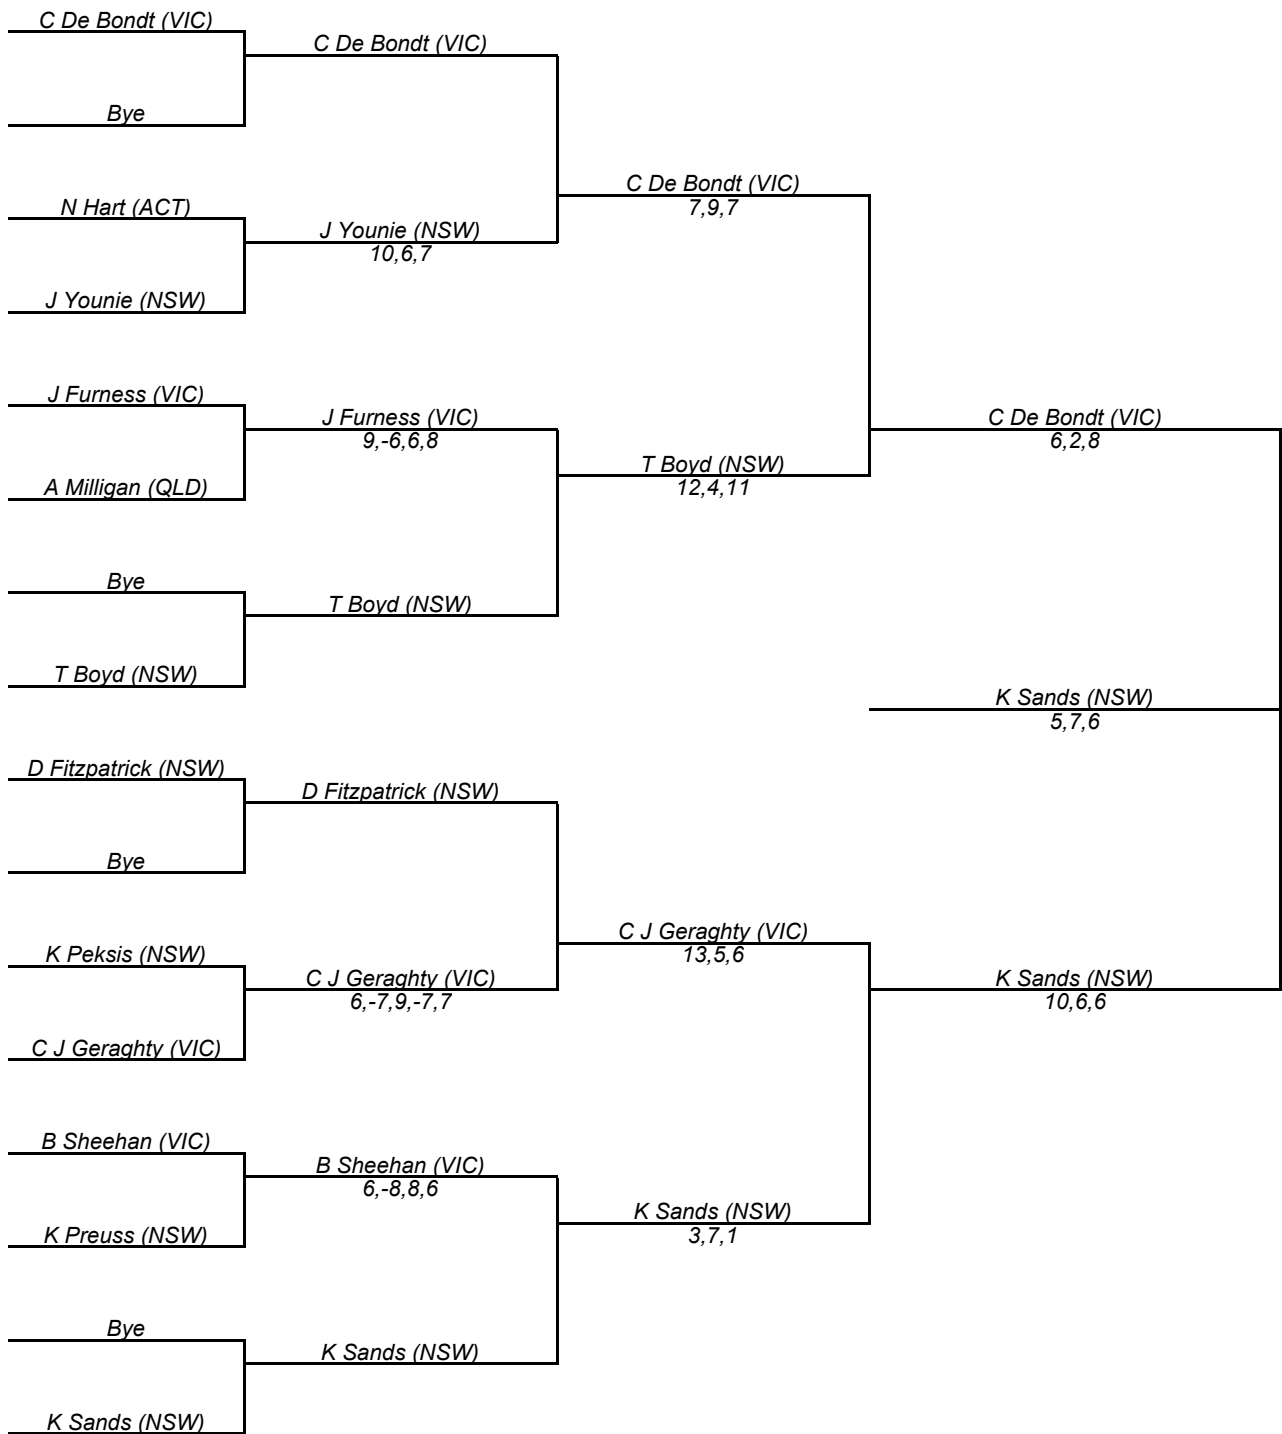 C De Bondt (VIC)
Bye
N Hart (ACT)
J Younie (NSW)
J Furness (VIC)
A Milligan (QLD)
Bye
T Boyd (NSW)
D Fitzpatrick (NSW)
Bye
K Peksis (NSW)
C J Geraghty (VIC)
B Sheehan (VIC)
K Preuss (NSW)
Bye
K Sands (NSW)
C De Bondt (VIC)
J Younie (NSW)
10,6,7
J Furness (VIC)
9,-6,6,8
T Boyd (NSW)
D Fitzpatrick (NSW)
C J Geraghty (VIC)
6,-7,9,-7,7
B Sheehan (VIC)
6,-8,8,6
K Sands (NSW)
C De Bondt (VIC)
7,9,7
T Boyd (NSW)
12,4,11
C J Geraghty (VIC)
13,5,6
K Sands (NSW)
3,7,1
C De Bondt (VIC)
6,2,8
K Sands (NSW)
5,7,6
K Sands (NSW)
10,6,6